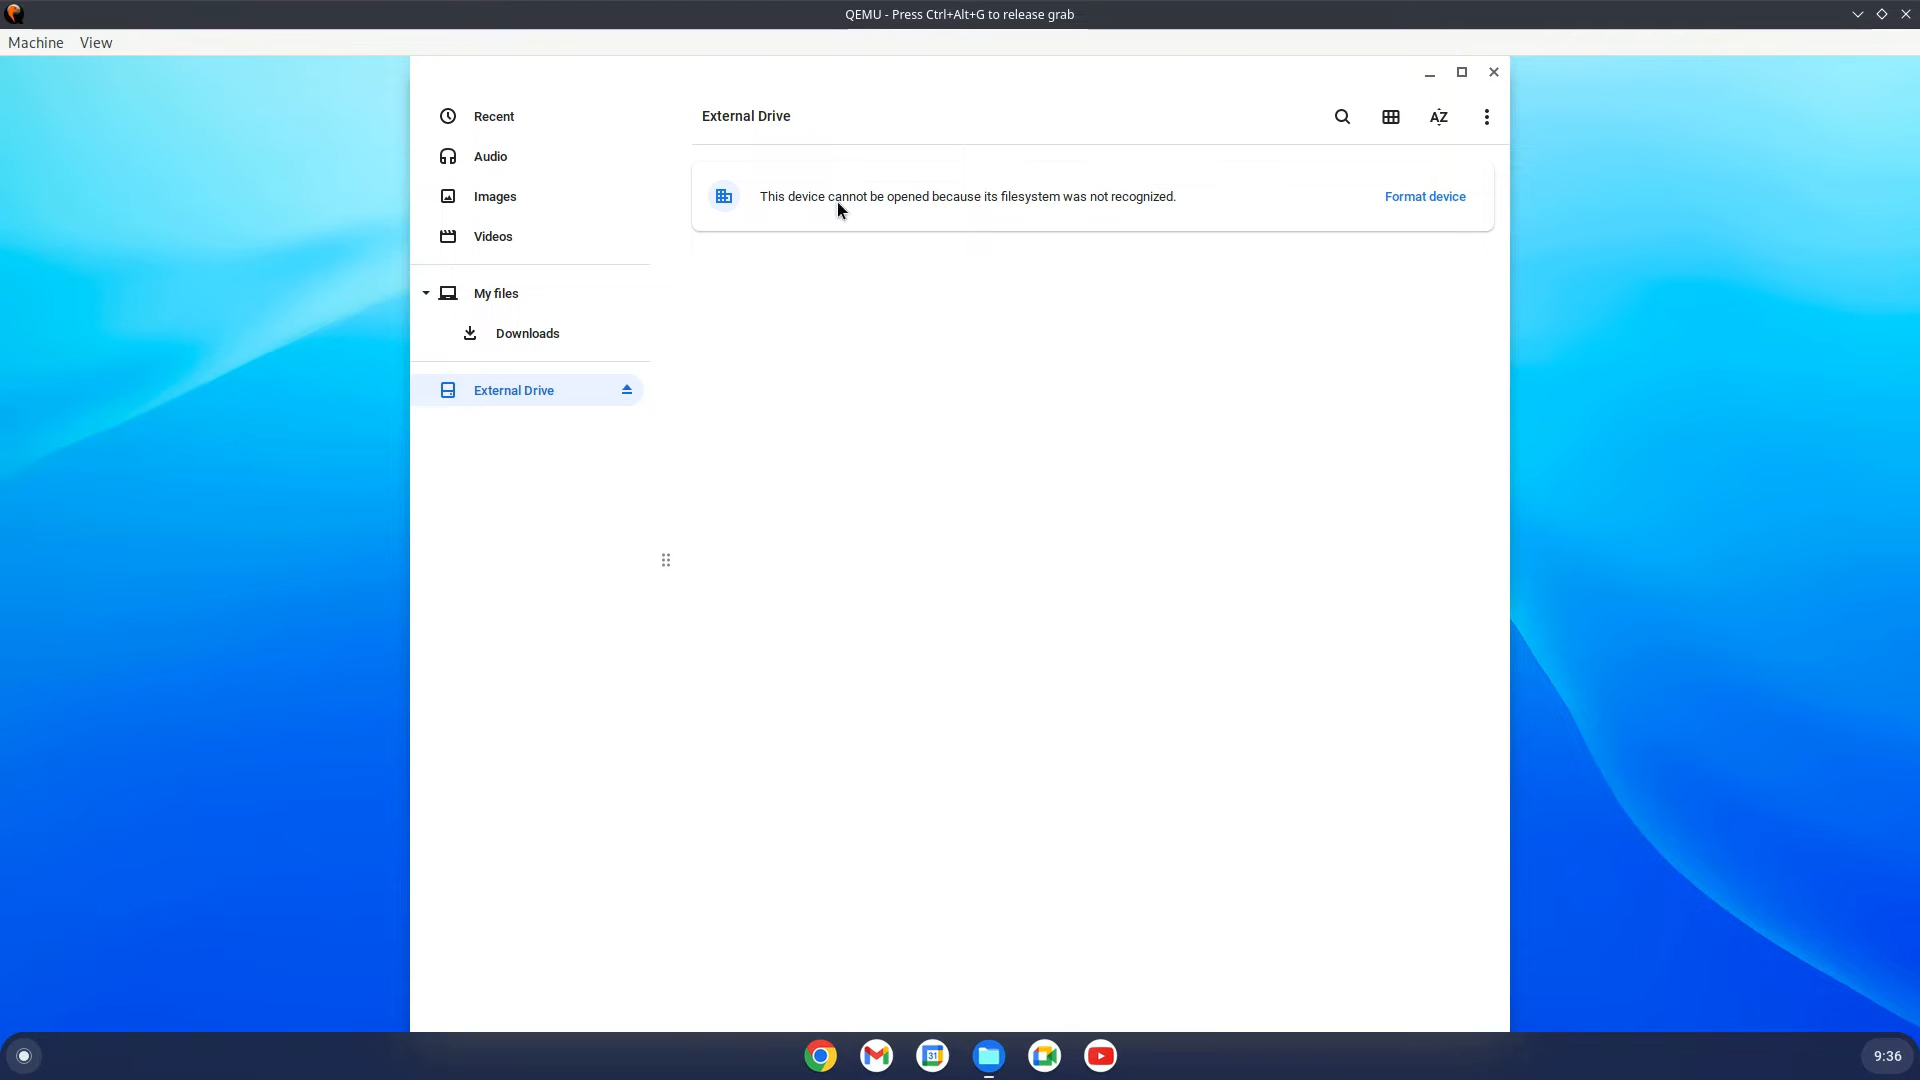 QEMU - Press Ctrl+Alt+G to release grab
Machine View
Recent
Audio
Images
Videos
My files
Downloads
External Drive
External Drive
AZ
This device cannot be opened because its filesystem was not recognized.
Format device
31
9:36